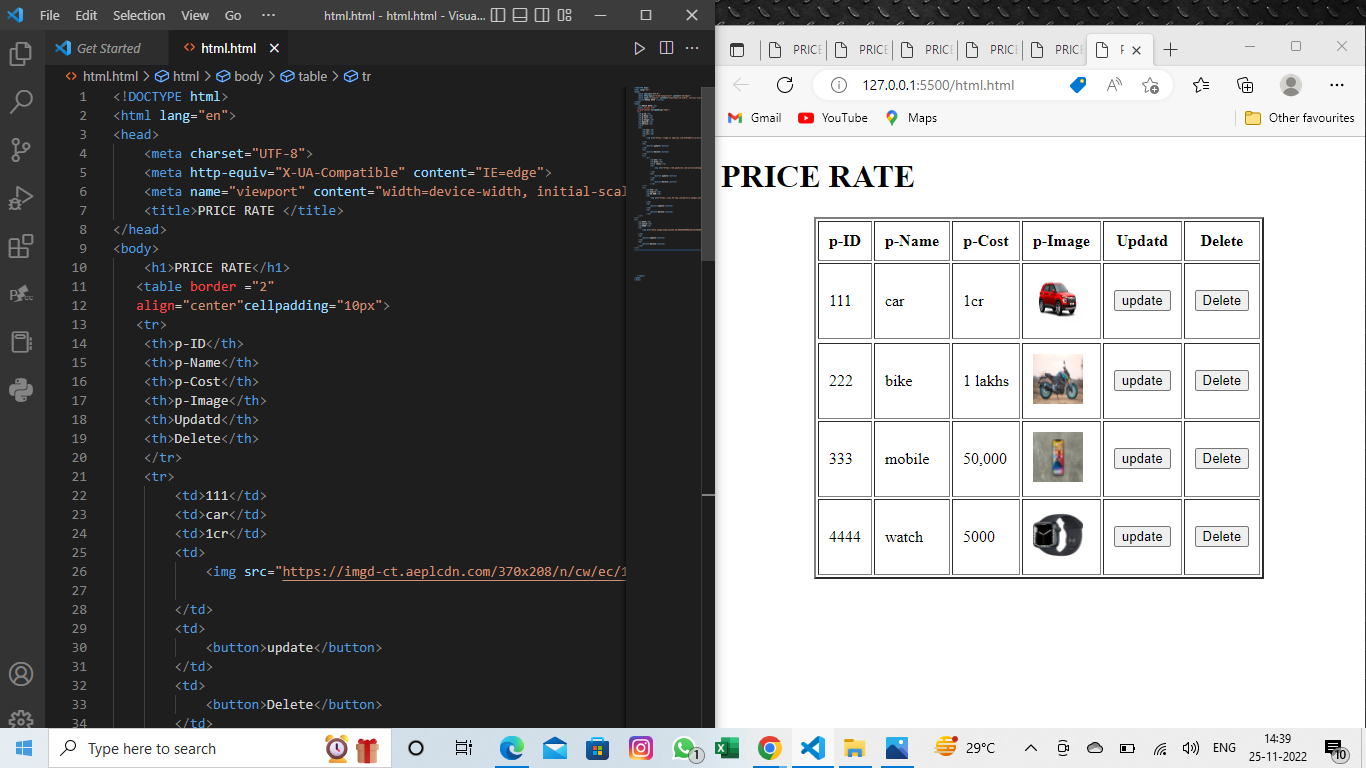 File Edit Selection View Go ··· html.html - html.html - Visua...
Get Started html.html
html.html > html > body > table > tr
1 <!DOCTYPE html>
2 <html lang="en">
3 <head>
4 <meta charset="UTF-8">
5 <meta http-equiv="X-UA-Compatible" content="IE=edge">
6 <meta name="viewport" content="width=device-width, initial-scal
7 <title>PRICE RATE </title>
8 </head>
9 <body>
10 <h1>PRICE RATE</h1>
11 <table border ="2"
12 align="center"cellpadding="10px">
13 <tr>
14 <th>p-ID</th>
15 <th>p-Name</th>
16 <th>p-Cost</th>
17 <th>p-Image</th>
18 <th>Updatd</th>
19 <th>Delete</th>
20 </tr>
21 <tr>
22 <td>111</td>
23 <td>car</td>
24 <td>1cr</td>
25 <td>
26 <img src="https://imgd-ct.aeplcdn.com/370x208/n/cw/ec/1
27
28 </td>
29 <td>
30 <button>update</button>
31 </td>
32 <td>
33 <button>Delete</button>
34 </td>
PRICE PRICE PRICE PRICE PRICE P
127.0.0.1:5500/html.html
Gmail YouTube Maps Other favourites
PRICE RATE
p-ID p-Name p-Cost p-Image Updatd Delete
111 car 1cr update Delete
222 bike 1 lakhs update Delete
333 mobile 50,000 update Delete
4444 watch 5000 update Delete
Type here to search 1 29°C ENG 14:39
25-11-2022 10